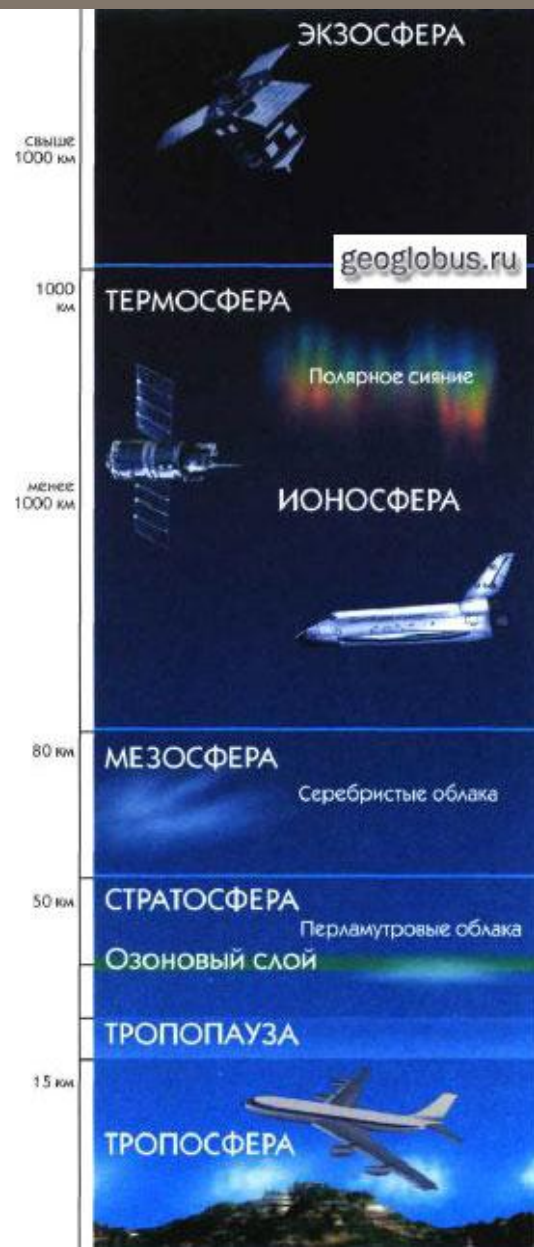 ЭКЗОСФЕРА
свыше
1000 км
geoglobus.ru
1000
км
ТЕРМОСФЕРА
Полярное сияние
менее
1000 км
ИОНОСФЕРА
80 км
МЕЗОСФЕРА
Серебристые облака
50 км
СТРАТОСФЕРА
Перламутровые облака
Озоновый слой
ТРОПОПАУЗА
15 км
ТРОПОСФЕРА